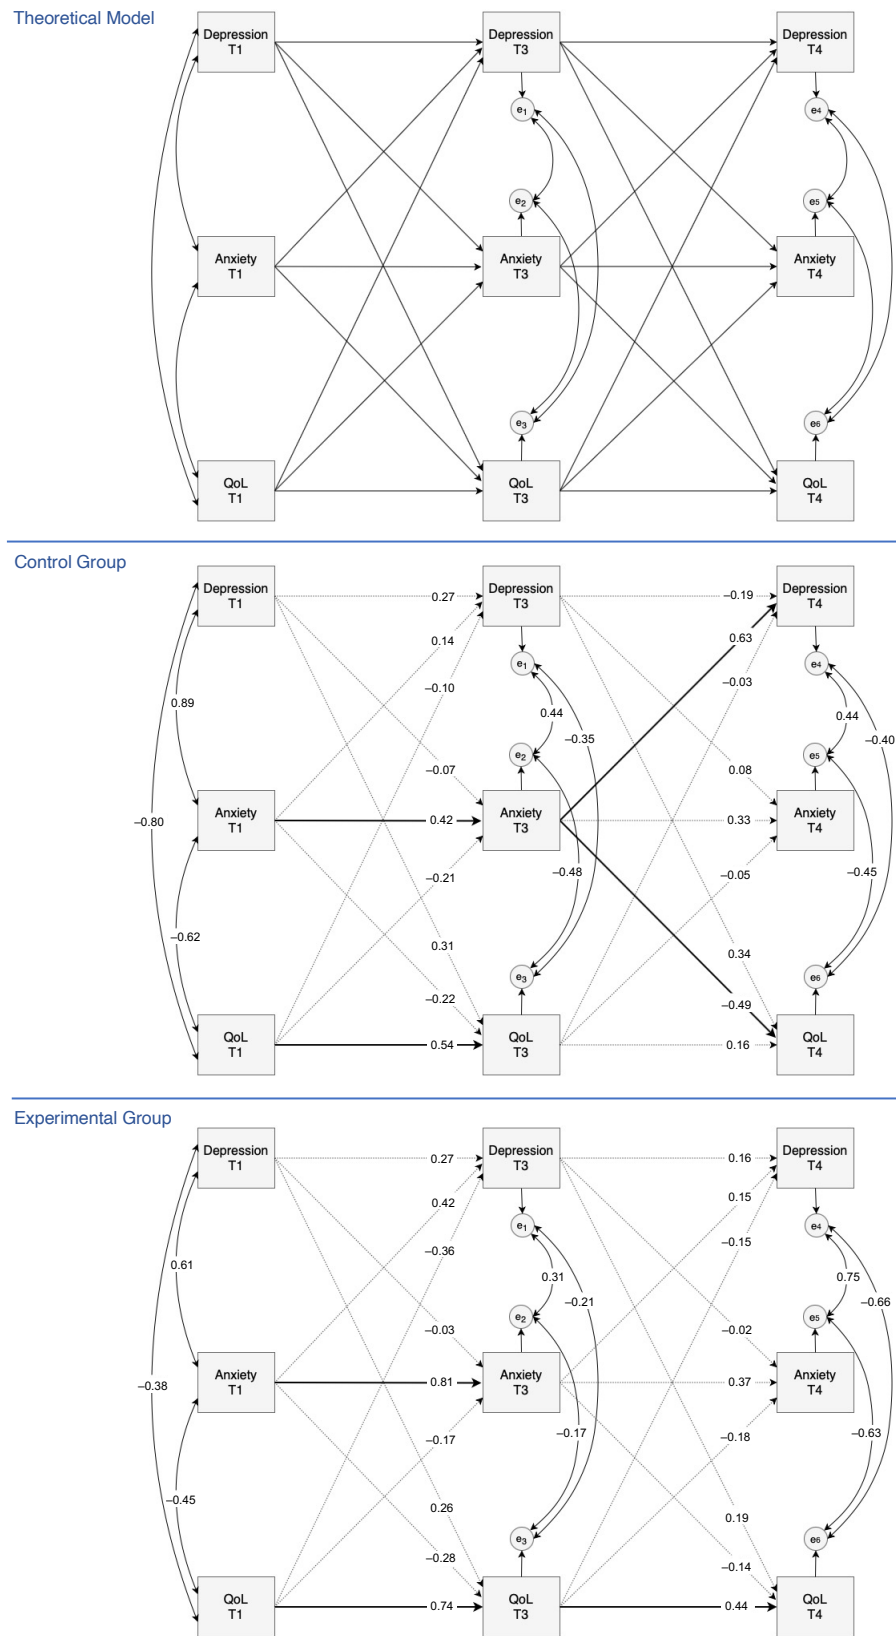 Theoretical Model
Depression
T1
Depression
T3
Depression
T4
e1
e4
e2
e5
Anxiety
T1
Anxiety
T3
Anxiety
T4
e3
e6
QoL
T1
QoL
T3
QoL
T4
Control Group
Depression
T1
0.27
Depression
T3
–0.19
Depression
T4
0.14
0.63
e1
e4
–0.10
–0.03
0.89
0.44
0.44
–0.35
–0.40
e2
e5
–0.07
0.08
Anxiety
T1
0.42
Anxiety
T3
0.33
Anxiety
T4
–0.80
–0.21
–0.48
–0.05
–0.45
–0.62
0.31
0.34
e3
e6
–0.22
–0.49
QoL
T1
0.54
QoL
T3
0.16
QoL
T4
Experimental Group
Depression
T1
0.27
Depression
T3
0.16
Depression
T4
0.42
0.15
e1
e4
–0.36
–0.15
0.61
0.31
0.75
–0.21
–0.66
e2
e5
–0.03
–0.02
Anxiety
T1
0.81
Anxiety
T3
0.37
Anxiety
T4
–0.38
–0.17
–0.17
–0.18
–0.63
–0.45
0.26
0.19
e3
e6
–0.28
–0.14
QoL
T1
0.74
QoL
T3
0.44
QoL
T4